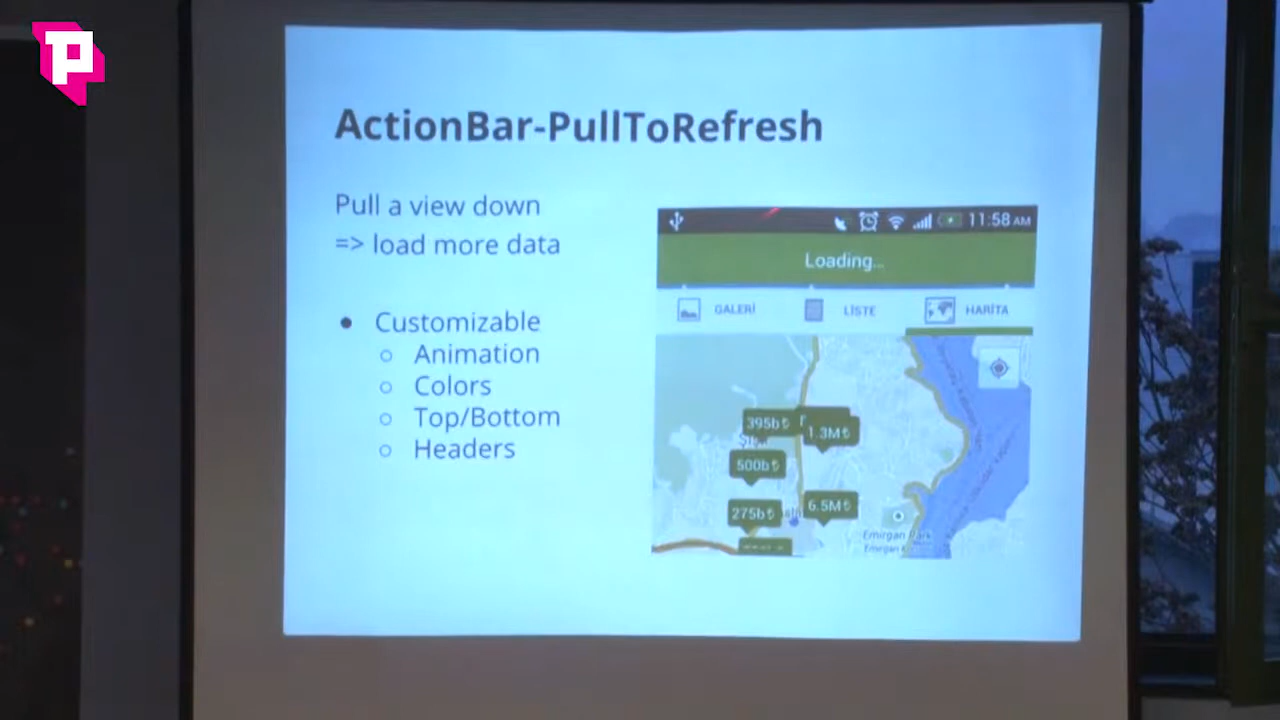 P
ActionBar-PullToRefresh
Pull a view down
=> load more data
● Customizable
○ Animation
○ Colors
○ Top/Bottom
○ Headers
11:58 AM
Loading...
GALERİ LİSTE HARİTA
395b₺
1.3M₺
500b₺
275b₺
6.5M₺
Emirgan Park
Emirgan